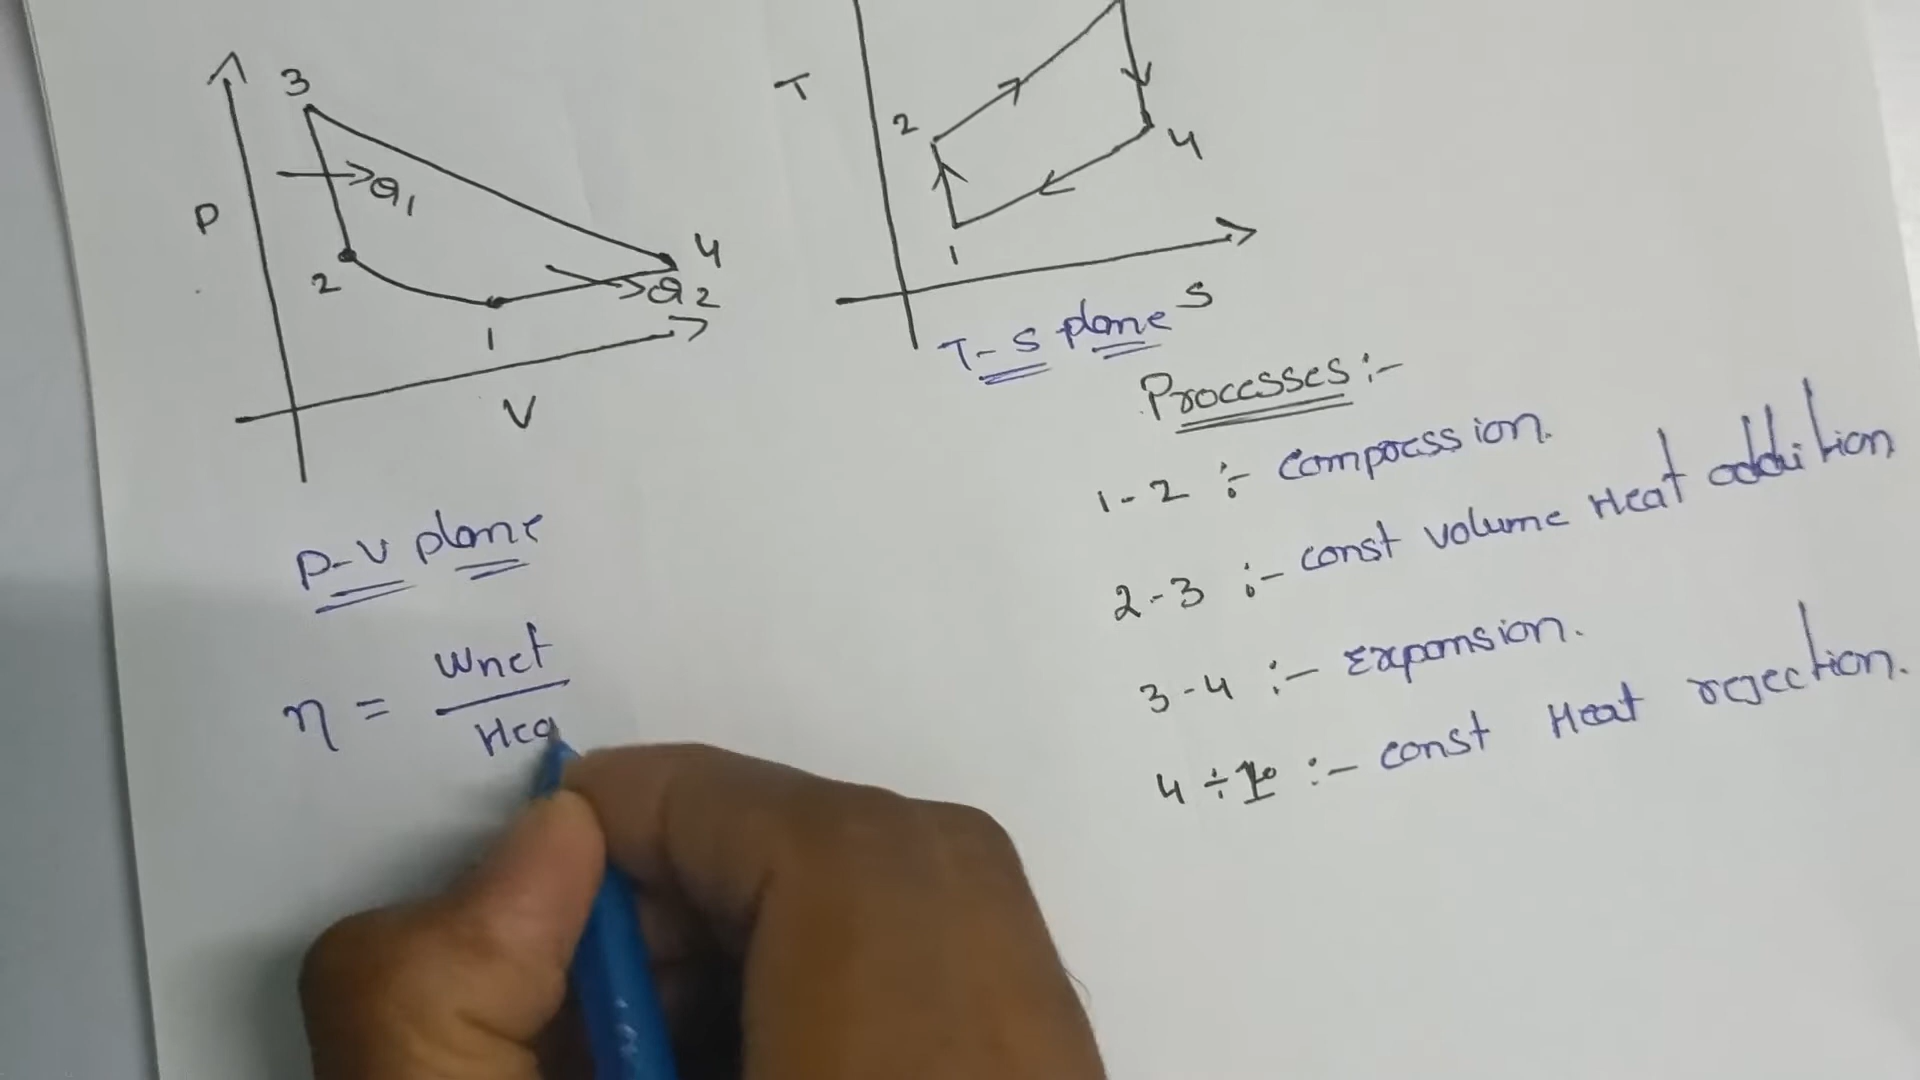 3
P
Q1
2
4
Q2
1
V
P-V plane
η = Wnet
Hea
T
2
4
1
S
T-S plane
Processes :-
1-2 :- compression.
2-3 :- const volume Heat addition
3-4 :- Expansion.
4 ÷ 1 :- const Heat rejection.